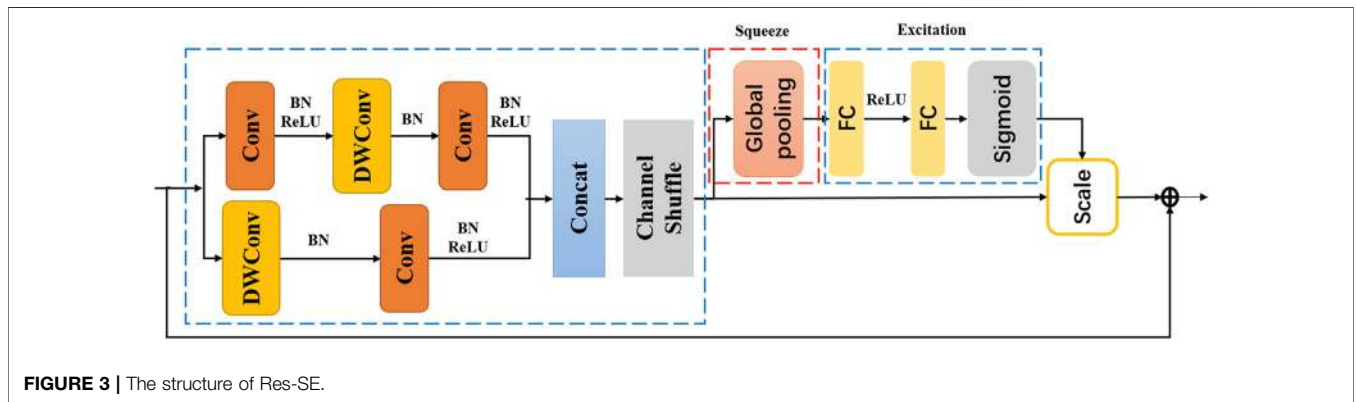 Squeeze
Excitation
Conv
BN
ReLU
DWConv
BN
Conv
BN
ReLU
DWConv
BN
Conv
BN
ReLU
Concat
Channel
Shuffle
Global
pooling
FC
ReLU
FC
Sigmoid
Scale
FIGURE 3 | The structure of Res-SE.